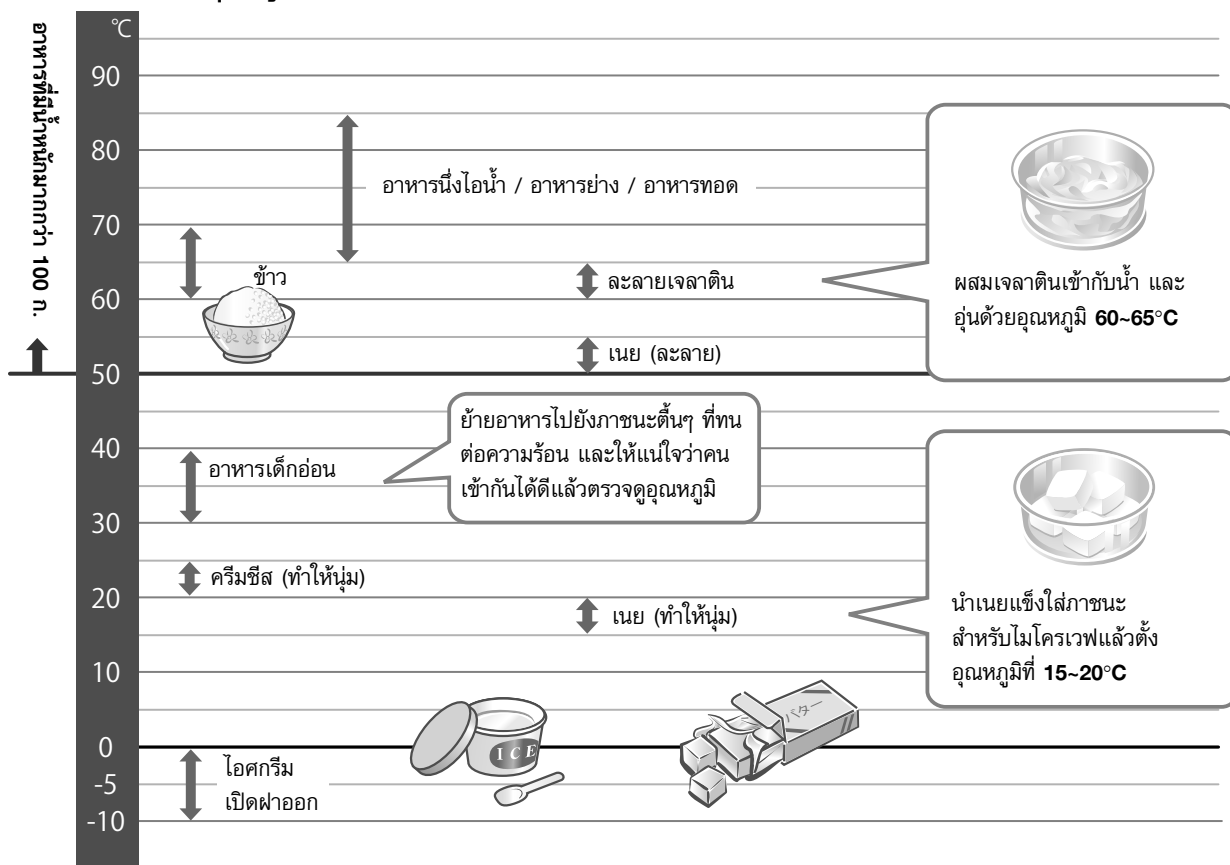 °C
อาหารที่มีน้ำหนักมากกว่า 100 ก.
90
80
อาหารนึ่งไอน้ำ / อาหารย่าง / อาหารทอด
70
ข้าว
ละลายเจลาติน
ผสมเจลาตินเข้ากับน้ำ และ
อุ่นด้วยอุณหภูมิ 60~65°C
60
เนย (ละลาย)
50
ย้ายอาหารไปยังภาชนะตื้นๆ ที่ทน
ต่อความร้อน และให้แน่ใจว่าคน
เข้ากันได้ดีแล้วตรวจดูอุณหภูมิ
40
อาหารเด็กอ่อน
30
ครีมชีส (ทำให้นุ่ม)
20
เนย (ทำให้นุ่ม)
นำเนยแข็งใส่ภาชนะ
สำหรับไมโครเวฟแล้วตั้ง
อุณหภูมิที่ 15~20°C
10
バター
ICE
0
ไอศกรีม
เปิดฝาออก
-5
-10